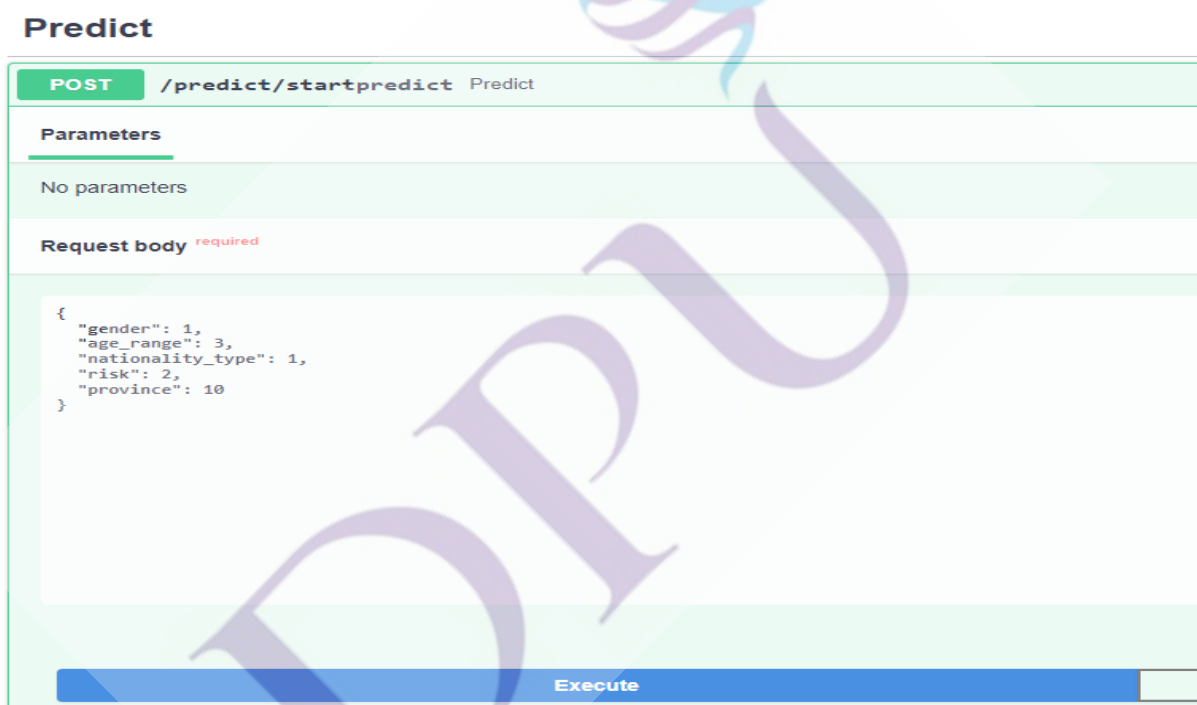 Predict
POST /predict/startpredict Predict
Parameters
No parameters
Request body required
{
"gender": 1,
"age_range": 3,
"nationality_type": 1,
"risk": 2,
"province": 10
}
Execute
DPU